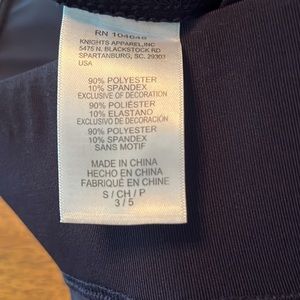 RN 104648
KNIGHTS APPAREL, INC
5475 N. BLACKSTOCK RD
SPARTANBURG, SC. 29303
USA
90% POLYESTER
10% SPANDEX
EXCLUSIVE OF DECORATION
90% POLIÉSTER
10% ELASTANO
EXCLUSIVO DE DECORACIÓN
90% POLYESTER
10% SPANDEX
SANS MOTIF
MADE IN CHINA
HECHO EN CHINA
FABRIQUÉ EN CHINE
S / CH / P
3 / 5